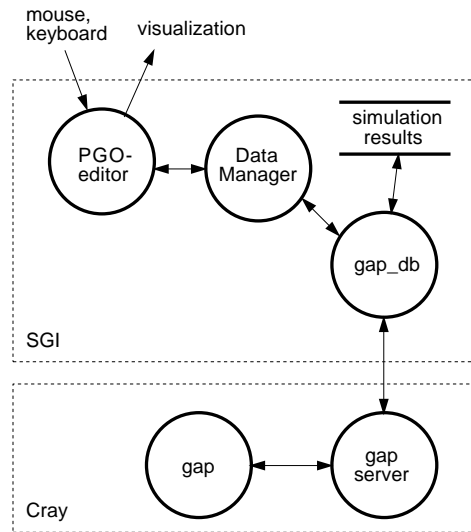 mouse,
keyboard
visualization
simulation
results
PGO-
editor
Data
Manager
gap_db
SGI
gap
gap
server
Cray